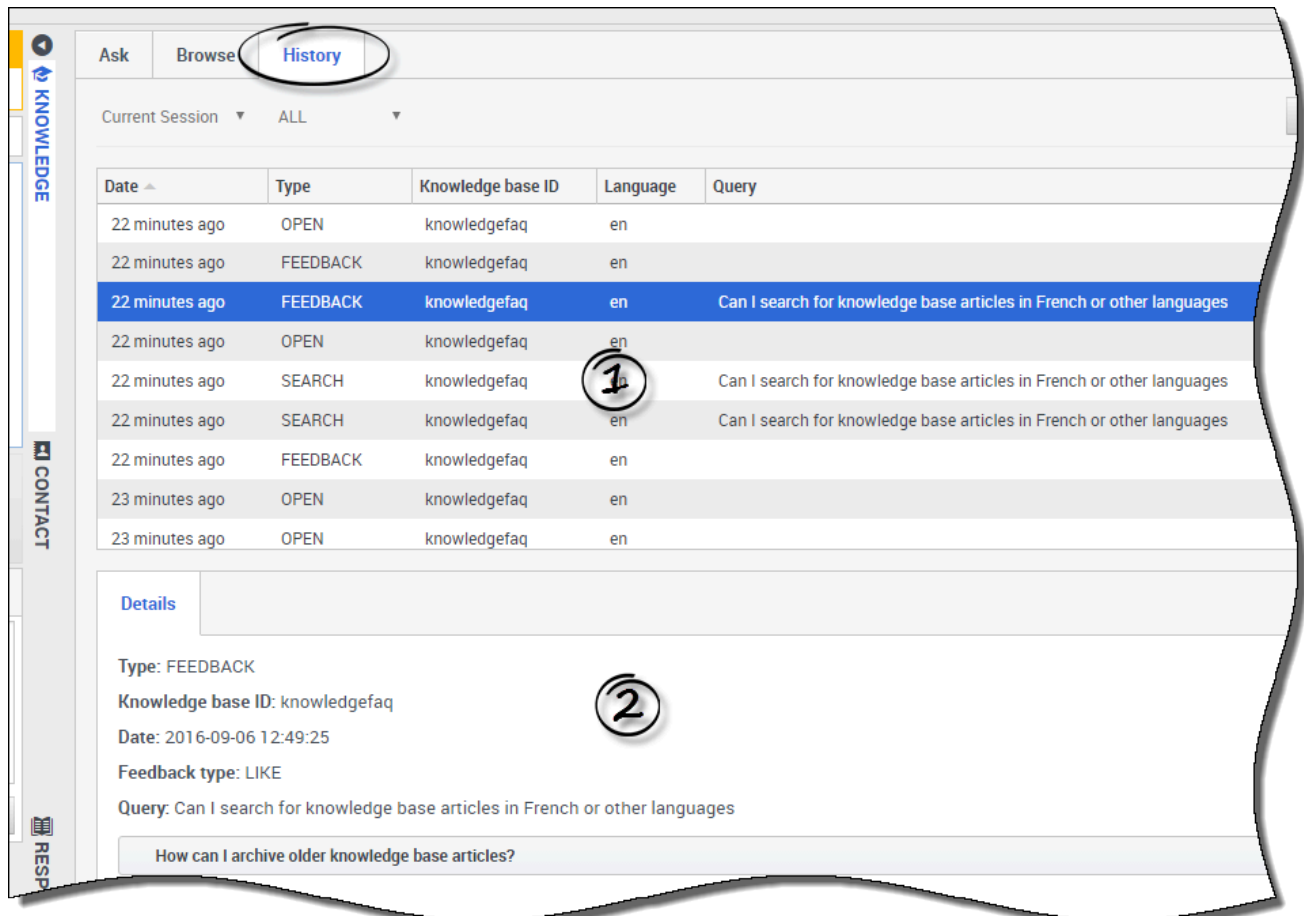 Ask Browse History
Current Session ALL
Date Type Knowledge base ID Language Query
22 minutes ago OPEN knowledgefaq en
22 minutes ago FEEDBACK knowledgefaq en
22 minutes ago FEEDBACK knowledgefaq en Can I search for knowledge base articles in French or other languages
22 minutes ago OPEN knowledgefaq en
22 minutes ago SEARCH knowledgefaq en Can I search for knowledge base articles in French or other languages
22 minutes ago SEARCH knowledgefaq en Can I search for knowledge base articles in French or other languages
22 minutes ago FEEDBACK knowledgefaq en
23 minutes ago OPEN knowledgefaq en
23 minutes ago OPEN knowledgefaq en
1
Details
Type: FEEDBACK
Knowledge base ID: knowledgefaq
Date: 2016-09-06 12:49:25
Feedback type: LIKE
Query: Can I search for knowledge base articles in French or other languages
How can I archive older knowledge base articles?
2
KNOWLEDGE
CONTACT
RESP